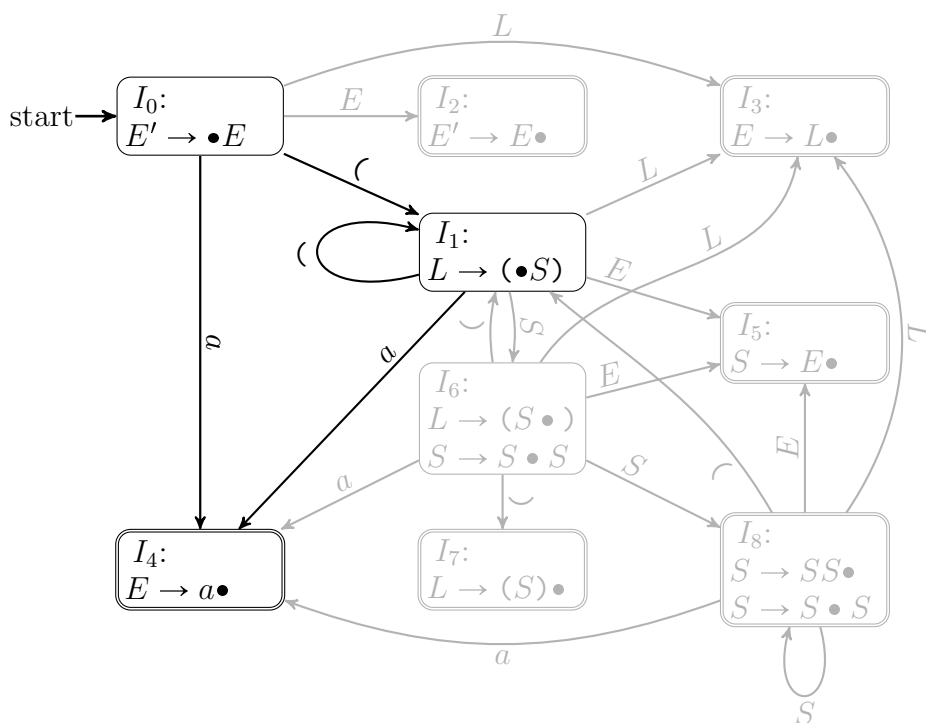 L
start
I₀:
E′ → •E
E
I₂:
E′ → E•
I₃:
E → L•
(
L
(
I₁:
L → (•S)
E
L
a
a
(
S
I₅:
S → E•
L
I₆:
L → (S•)
S → S•S
E
E
a
S
(
)
I₄:
E → a•
I₇:
L → (S)•
I₈:
S → SS•
S → S•S
a
S